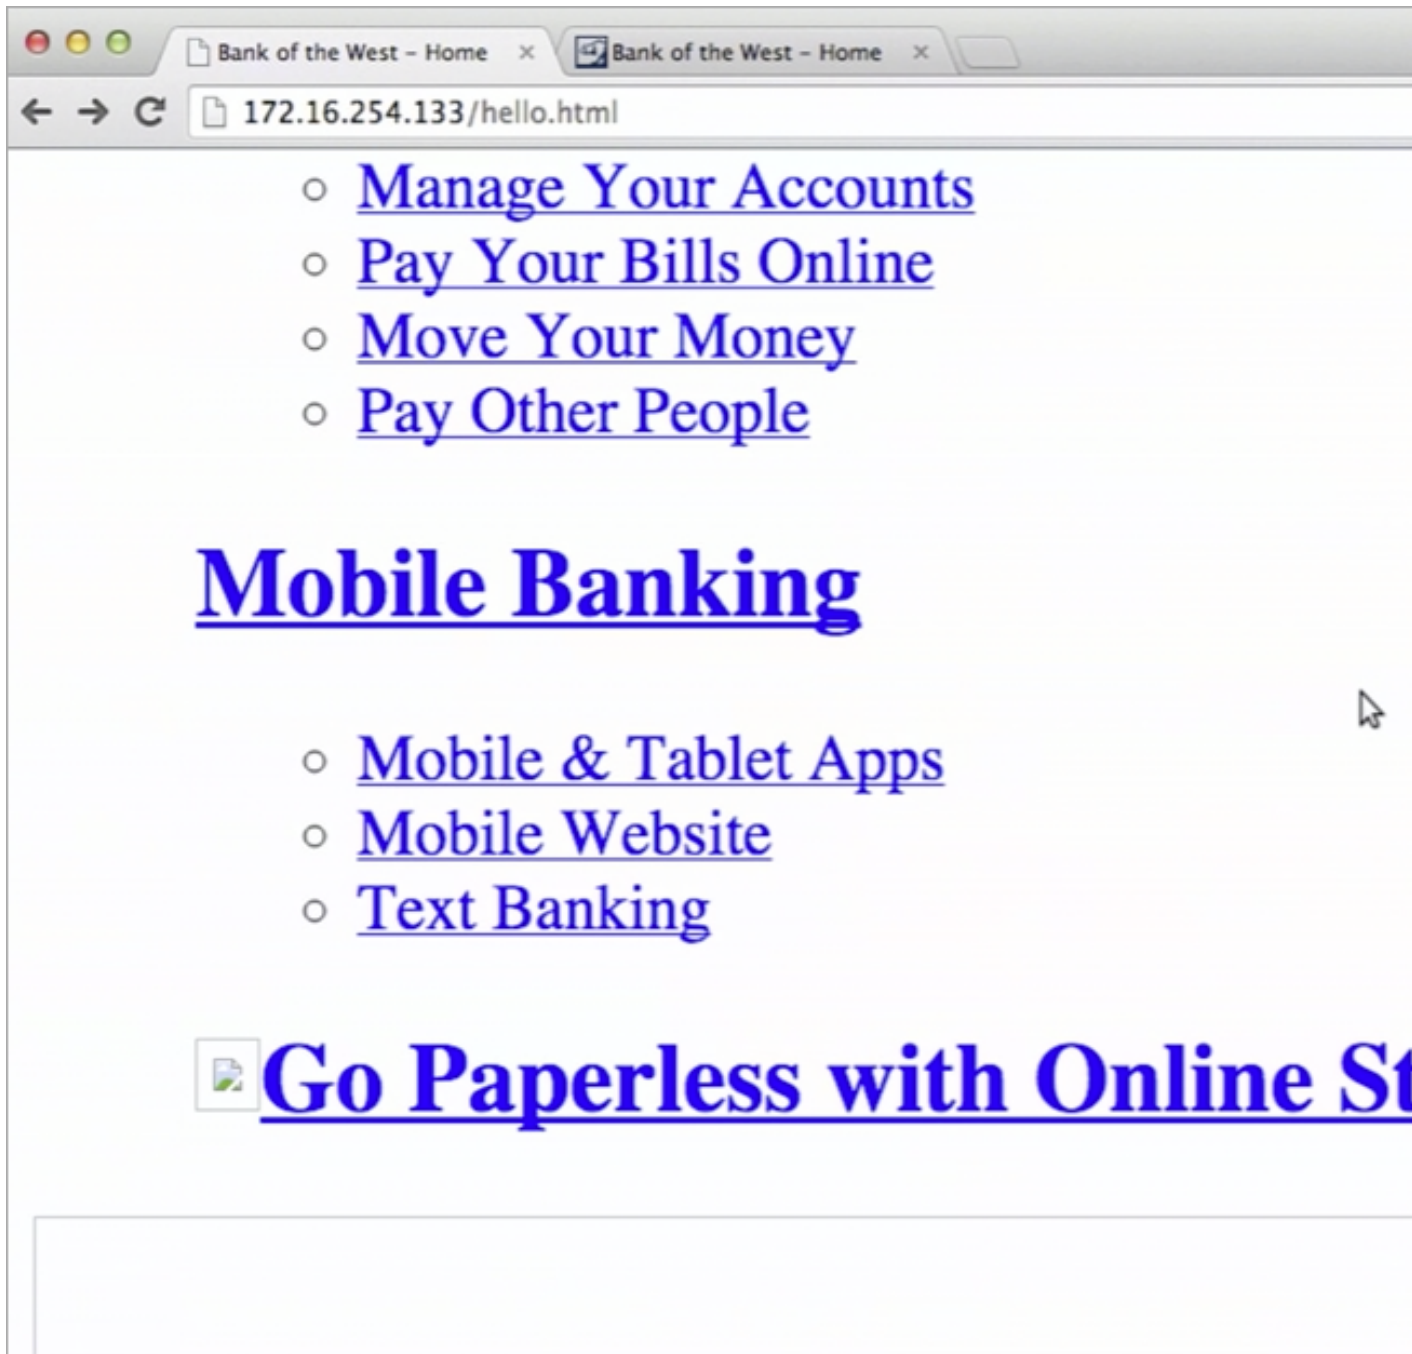 Bank of the West – Home
Bank of the West – Home
172.16.254.133/hello.html
Manage Your Accounts
Pay Your Bills Online
Move Your Money
Pay Other People
Mobile Banking
Mobile & Tablet Apps
Mobile Website
Text Banking
Go Paperless with Online St